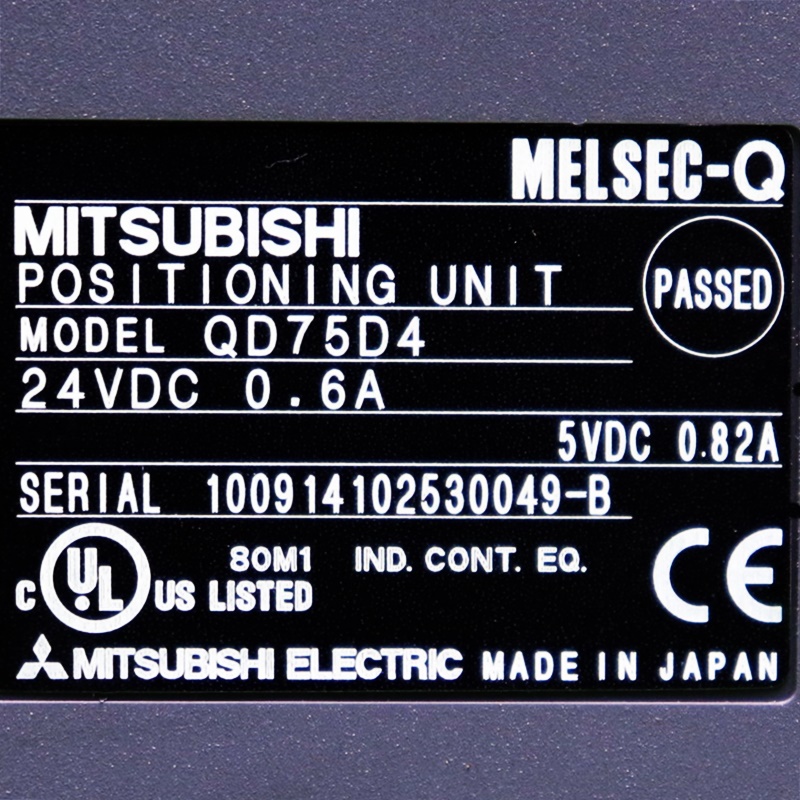 MELSEC-Q
MITSUBISHI
POSITIONING UNIT
PASSED
MODEL QD75D4
24VDC 0.6A
5VDC 0.82A
SERIAL 100914102530049-B
C UL US LISTED
80M1 IND. CONT. EQ.
CE
MITSUBISHI ELECTRIC MADE IN JAPAN